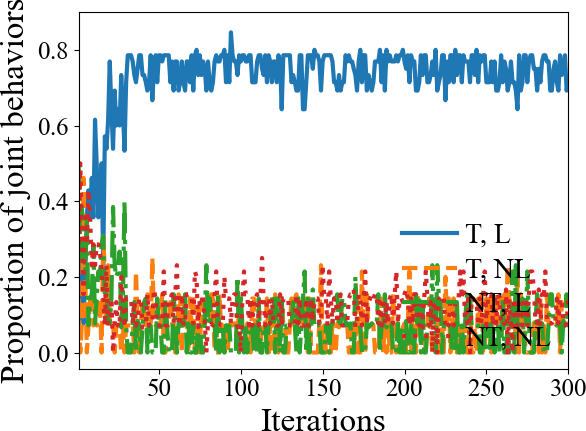 Proportion of joint behaviors
0.8
0.6
0.4
0.2
0.0
T, L
T, NL
NT, L
NT, NL
50
100
150
200
250
300
Iterations